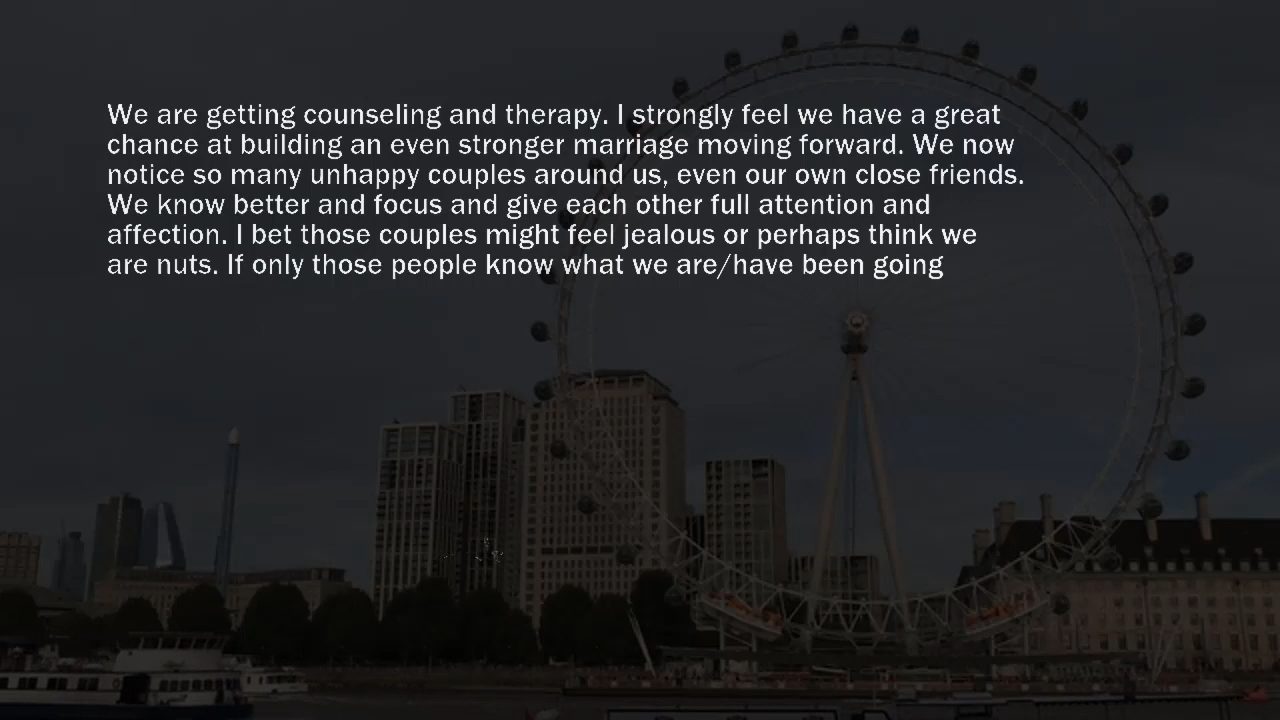 We are getting counseling and therapy. I strongly feel we have a great
chance at building an even stronger marriage moving forward. We now
notice so many unhappy couples around us, even our own close friends.
We know better and focus and give each other full attention and
affection. I bet those couples might feel jealous or perhaps think we
are nuts. If only those people know what we are/have been going